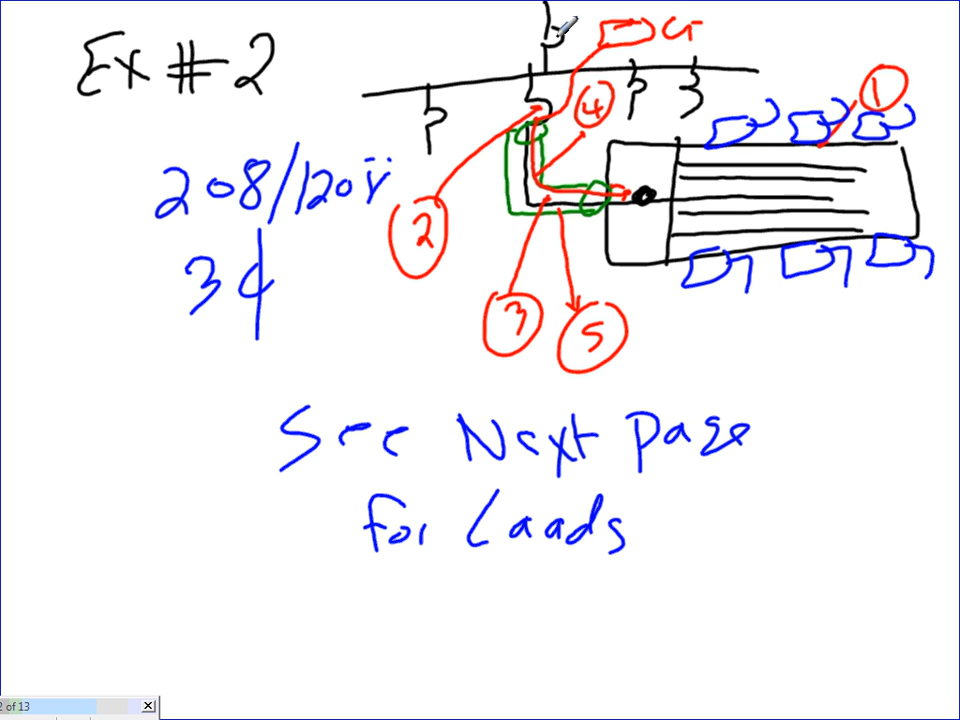 Ex #2
G
4
1
208/120V
3ϕ
2
3
5
See Next Page
For Loads
2 of 13